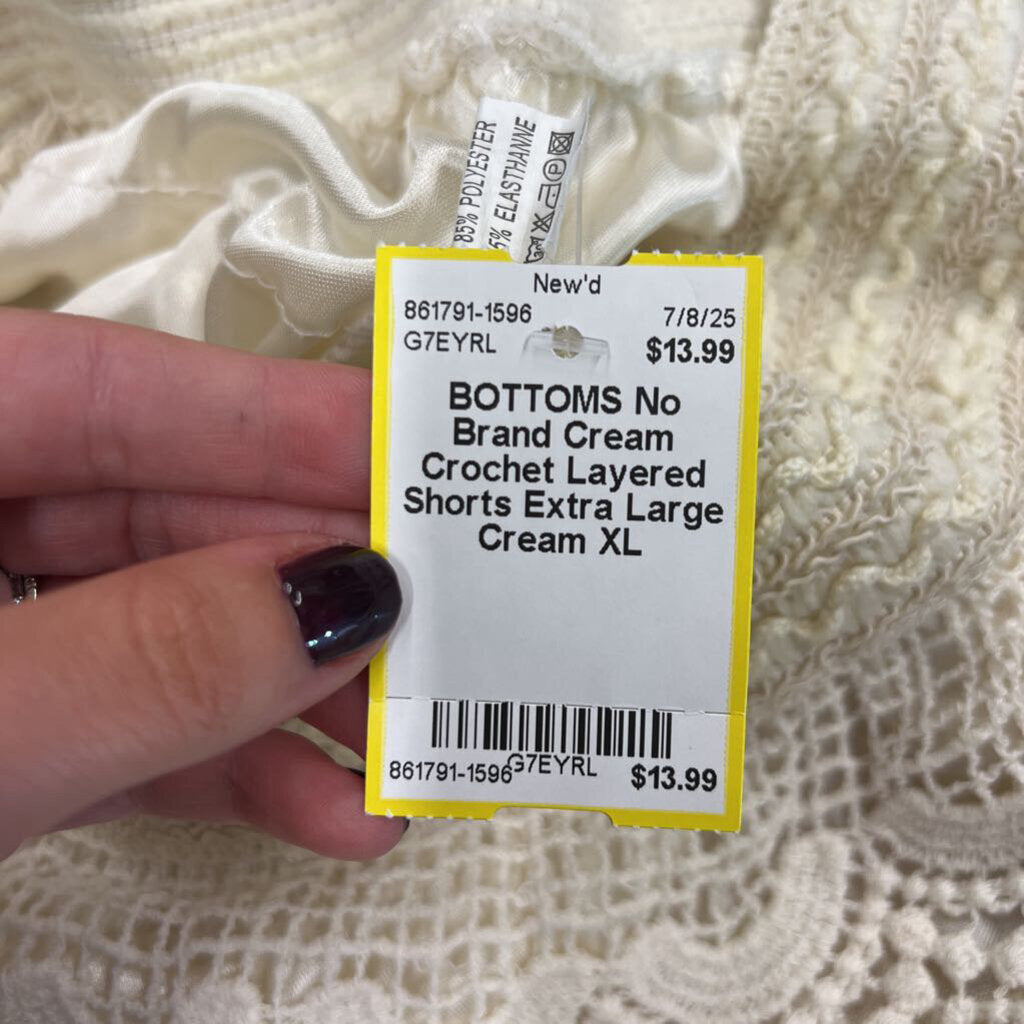 85% POLYESTER
5% ELASTHANNE
New'd
861791-1596
7/8/25
G7EYRL
$13.99
BOTTOMS No
Brand Cream
Crochet Layered
Shorts Extra Large
Cream XL
861791-1596
G7EYRL
$13.99